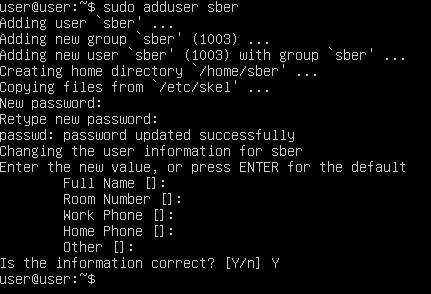 user@user:~$ sudo adduser sber
Adding user `sber' ...
Adding new group `sber' (1003) ...
Adding new user `sber' (1003) with group `sber' ...
Creating home directory `/home/sber' ...
Copying files from `/etc/skel' ...
New password:
Retype new password:
passwd: password updated successfully
Changing the user information for sber
Enter the new value, or press ENTER for the default
        Full Name []:
        Room Number []:
        Work Phone []:
        Home Phone []:
        Other []:
Is the information correct? [Y/n] Y
user@user:~$